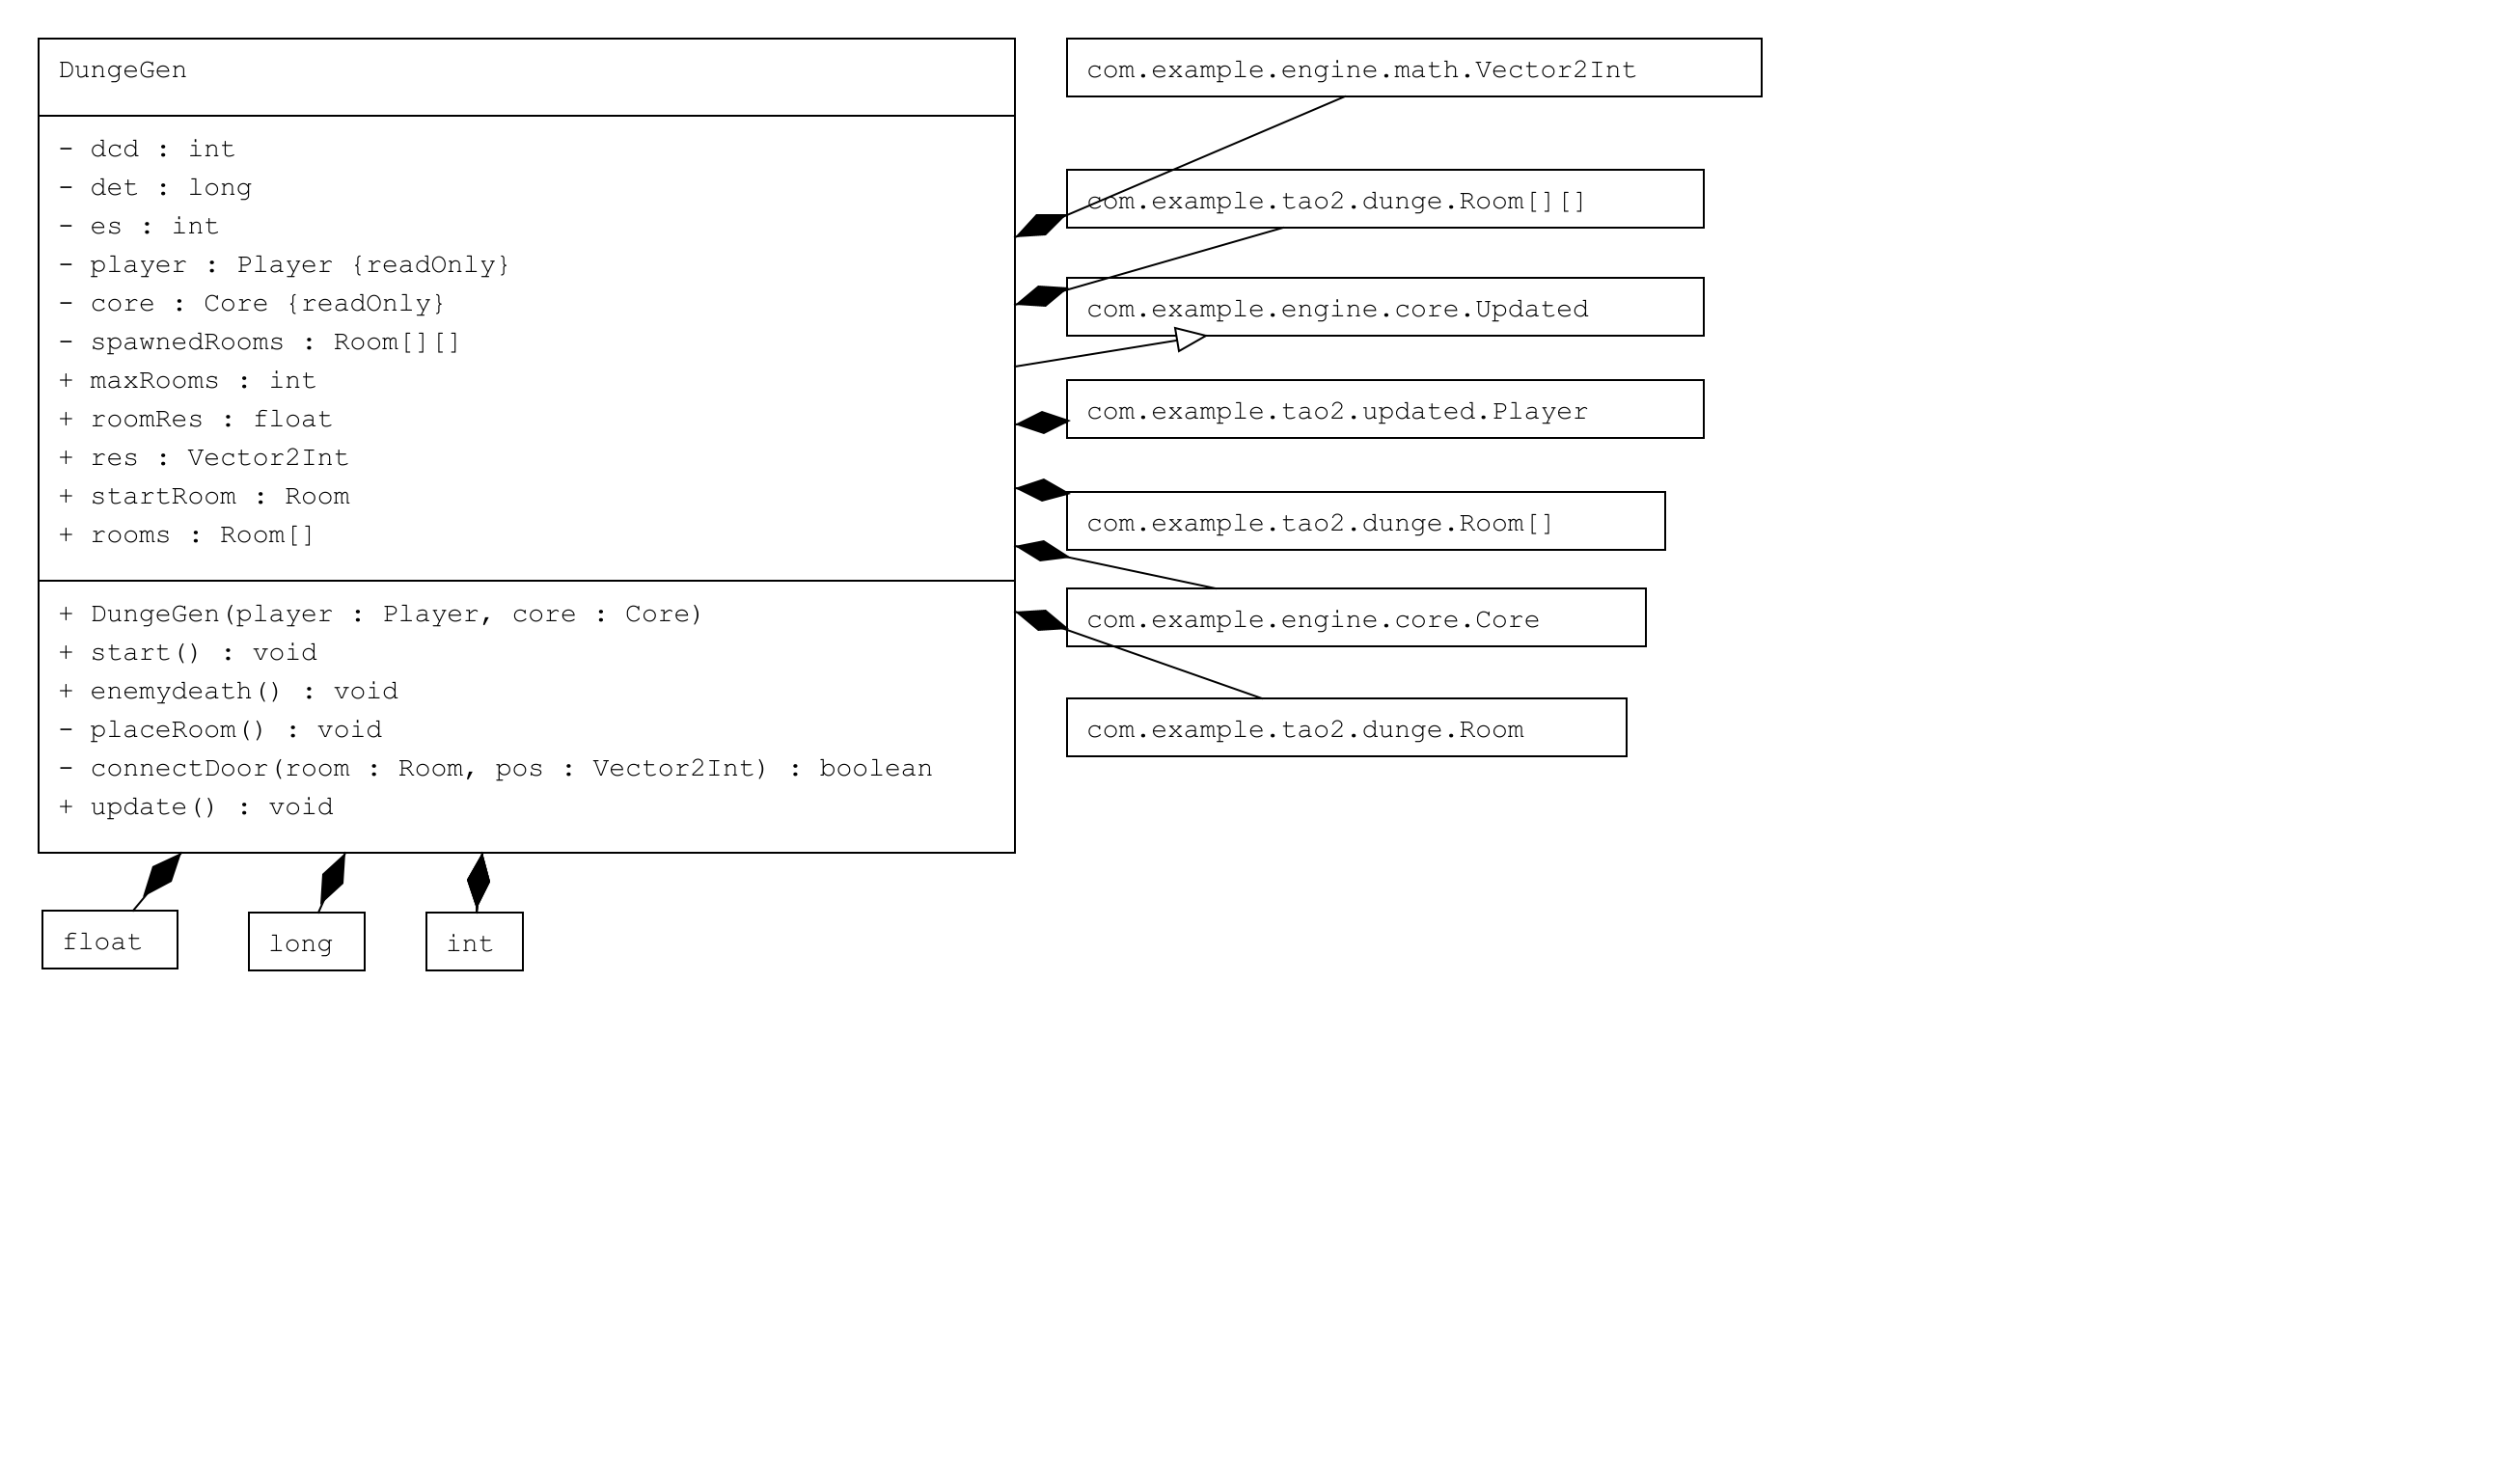 DungeGen
- dcd : int
- det : long
- es : int
- player : Player {readOnly}
- core : Core {readOnly}
- spawnedRooms : Room[][]
+ maxRooms : int
+ roomRes : float
+ res : Vector2Int
+ startRoom : Room
+ rooms : Room[]
+ DungeGen(player : Player, core : Core)
+ start() : void
+ enemydeath() : void
- placeRoom() : void
- connectDoor(room : Room, pos : Vector2Int) : boolean
+ update() : void
com.example.engine.math.Vector2Int
com.example.tao2.dunge.Room[][]
com.example.engine.core.Updated
com.example.tao2.updated.Player
com.example.tao2.dunge.Room[]
com.example.engine.core.Core
com.example.tao2.dunge.Room
float
long
int